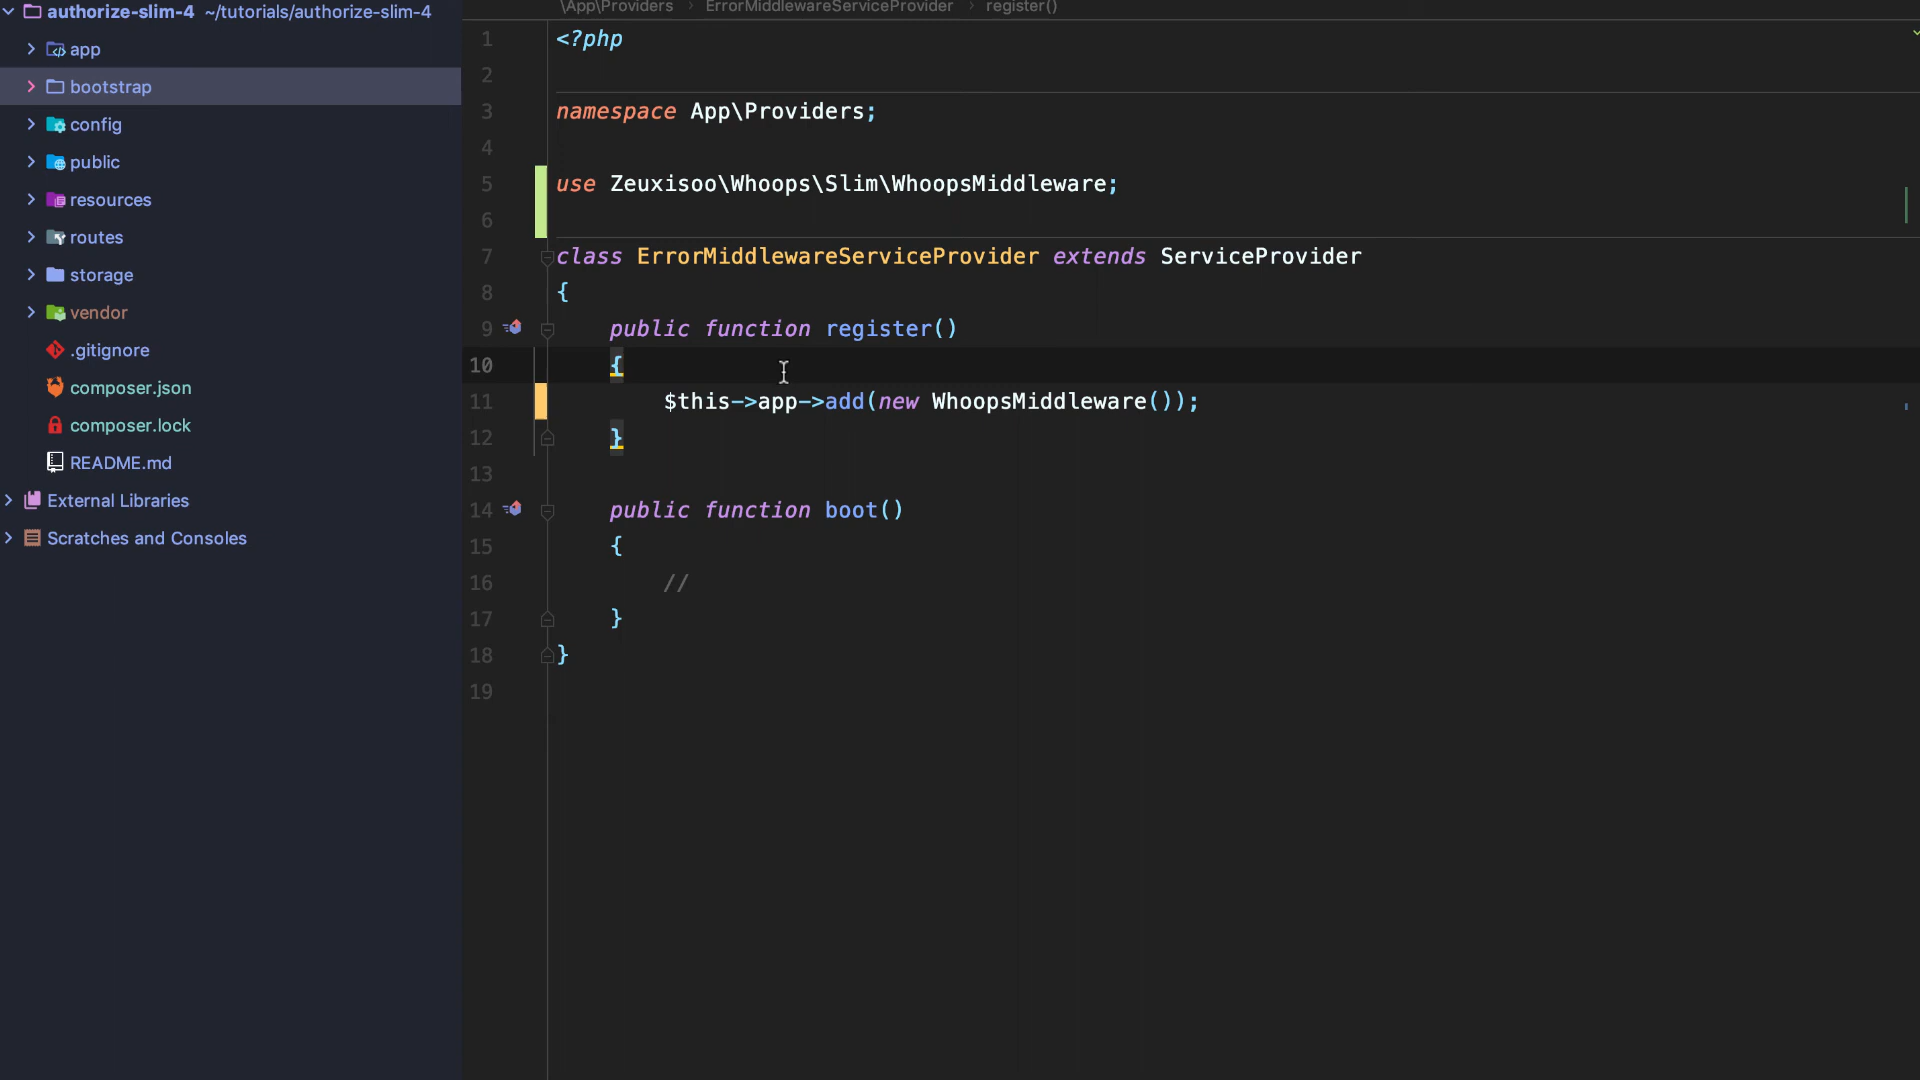 authorize-slim-4 ~/tutorials/authorize-slim-4
app
bootstrap
config
public
resources
routes
storage
vendor
.gitignore
composer.json
composer.lock
README.md
External Libraries
Scratches and Consoles
\App\Providers › ErrorMiddlewareServiceProvider › register()
1 <?php
2
3 namespace App\Providers;
4
5 use Zeuxisoo\Whoops\Slim\WhoopsMiddleware;
6
7 class ErrorMiddlewareServiceProvider extends ServiceProvider
8 {
9 public function register()
10 {
11 $this->app->add(new WhoopsMiddleware());
12 }
13
14 public function boot()
15 {
16 //
17 }
18 }
19